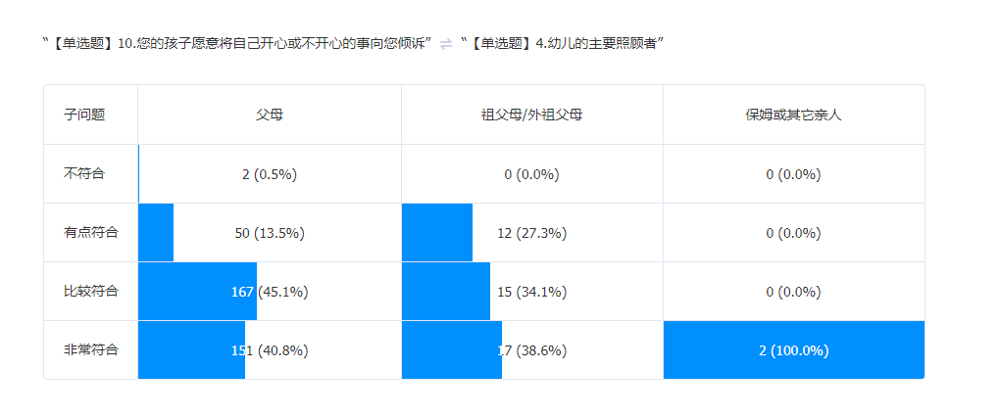 “【单选题】10.您的孩子愿意将自己开心或不开心的事向您倾诉” ⇌ “【单选题】4.幼儿的主要照顾者”
子问题 父母 祖父母/外祖父母 保姆或其它亲人
不符合 2 (0.5%) 0 (0.0%) 0 (0.0%)
有点符合 50 (13.5%) 12 (27.3%) 0 (0.0%)
比较符合 167 (45.1%) 15 (34.1%) 0 (0.0%)
非常符合 151 (40.8%) 17 (38.6%) 2 (100.0%)